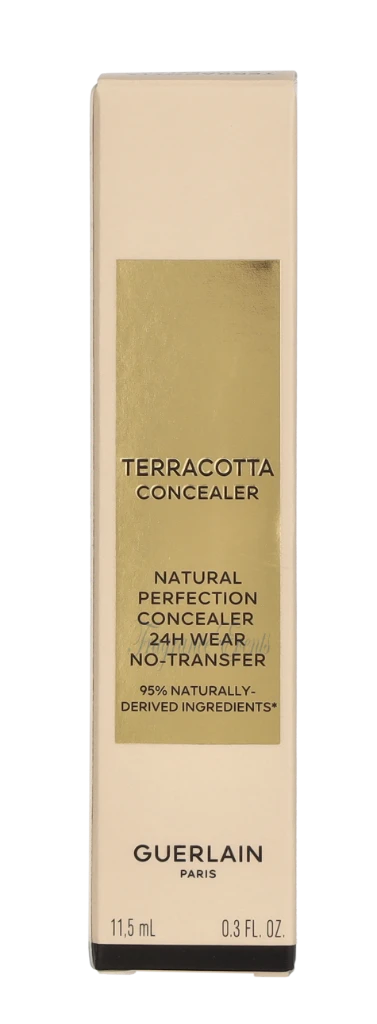 TERRACOTTA
CONCEALER
NATURAL
PERFECTION
CONCEALER
24H WEAR
NO-TRANSFER
95% NATURALLY-
DERIVED INGREDIENTS*
GUERLAIN
PARIS
11,5 mL 0.3 FL. OZ.